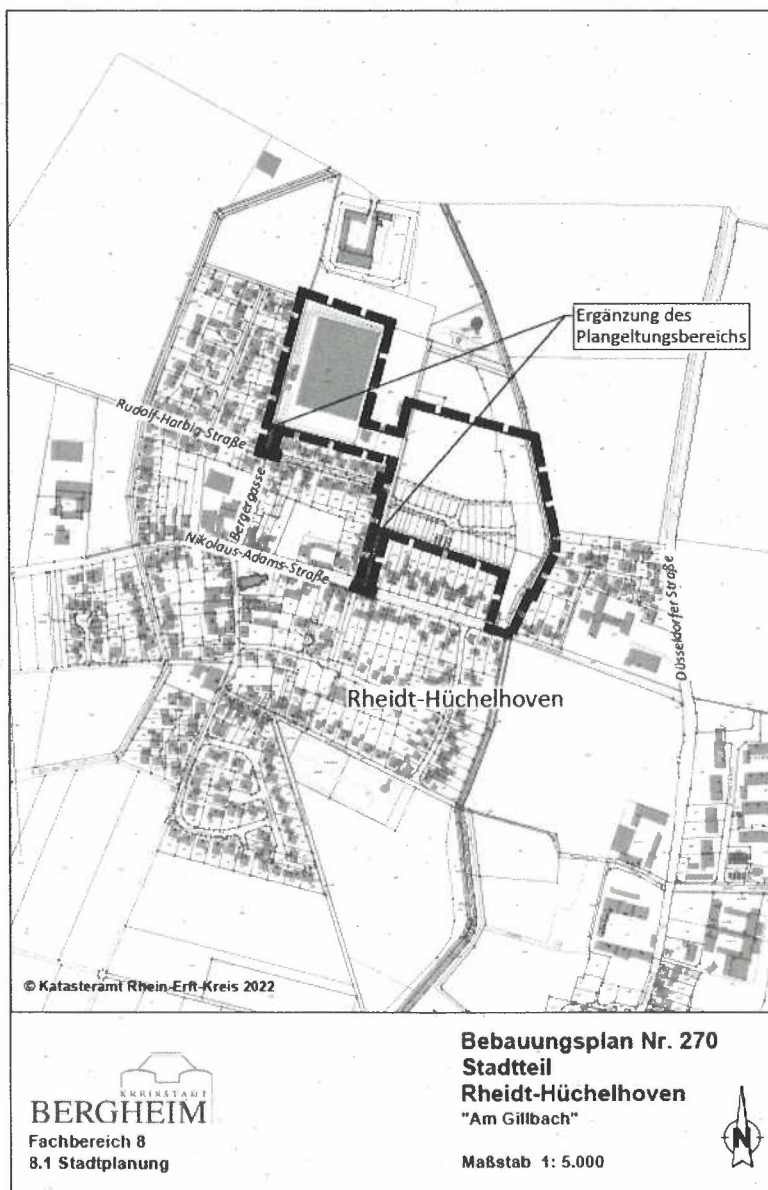 Ergänzung des
Plangeltungsbereichs
Rudolf-Harbig-Straße
Bergergasse
Nikolaus-Adams-Straße
Düsseldorfer Straße
Rheidt-Hüchelhoven
© Katasteramt Rhein-Erft-Kreis 2022
KREISSTADT
BERGHEIM
Fachbereich 8
8.1 Stadtplanung
Bebauungsplan Nr. 270
Stadtteil
Rheidt-Hüchelhoven
"Am Gillbach"
Maßstab 1: 5.000
N